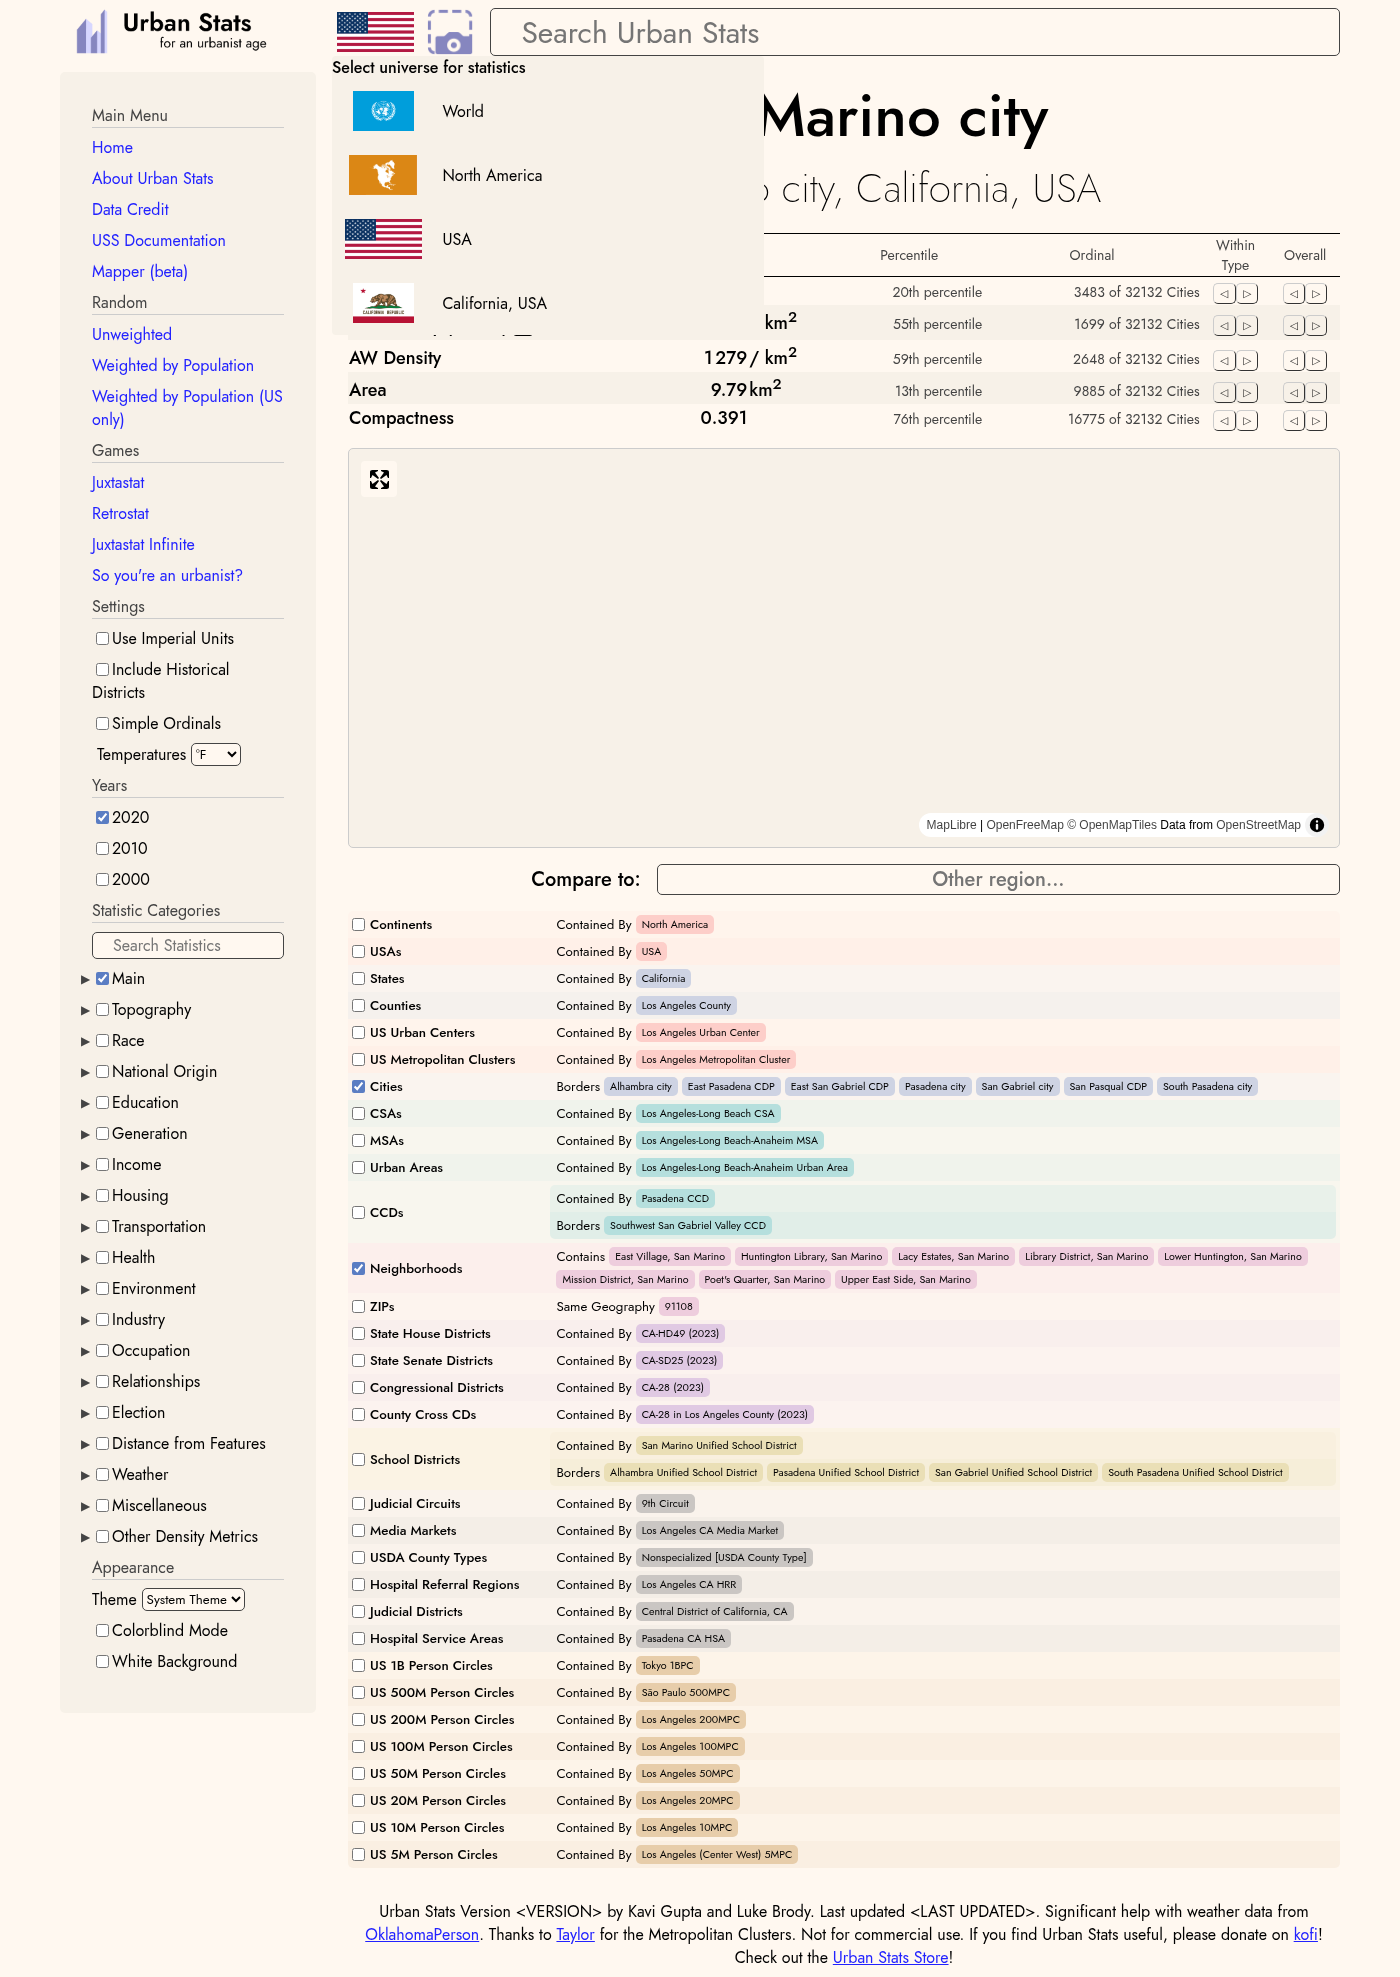 Urban Stats
for an urbanist age
Search Urban Stats
Select universe for statistics
World
North America
USA
California, USA
Marino city
city, California, USA
Main Menu
Home
About Urban Stats
Data Credit
USS Documentation
Mapper (beta)
Random
Unweighted
Weighted by Population
Weighted by Population (US
only)
Games
Juxtastat
Retrostat
Juxtastat Infinite
So you're an urbanist?
Settings
Use Imperial Units
Include Historical
Districts
Simple Ordinals
Temperatures °F
Years
2020
2010
2000
Statistic Categories
Search Statistics
Main
Topography
Race
National Origin
Education
Generation
Income
Housing
Transportation
Health
Environment
Industry
Occupation
Relationships
Election
Distance from Features
Weather
Miscellaneous
Other Density Metrics
Appearance
Theme System Theme
Colorblind Mode
White Background
Percentile Ordinal Within Type Overall
20th percentile 3483 of 32132 Cities
km² 55th percentile 1699 of 32132 Cities
AW Density 1 279 / km² 59th percentile 2648 of 32132 Cities
Area 9.79 km² 13th percentile 9885 of 32132 Cities
Compactness 0.391 76th percentile 16775 of 32132 Cities
MapLibre | OpenFreeMap © OpenMapTiles Data from OpenStreetMap
Compare to: Other region...
Continents Contained By North America
USAs Contained By USA
States Contained By California
Counties Contained By Los Angeles County
US Urban Centers Contained By Los Angeles Urban Center
US Metropolitan Clusters Contained By Los Angeles Metropolitan Cluster
Cities Borders Alhambra city East Pasadena CDP East San Gabriel CDP Pasadena city San Gabriel city San Pasqual CDP South Pasadena city
CSAs Contained By Los Angeles-Long Beach CSA
MSAs Contained By Los Angeles-Long Beach-Anaheim MSA
Urban Areas Contained By Los Angeles-Long Beach-Anaheim Urban Area
CCDs Contained By Pasadena CCD
Borders Southwest San Gabriel Valley CCD
Neighborhoods Contains East Village, San Marino Huntington Library, San Marino Lacy Estates, San Marino Library District, San Marino Lower Huntington, San Marino
Mission District, San Marino Poet's Quarter, San Marino Upper East Side, San Marino
ZIPs Same Geography 91108
State House Districts Contained By CA-HD49 (2023)
State Senate Districts Contained By CA-SD25 (2023)
Congressional Districts Contained By CA-28 (2023)
County Cross CDs Contained By CA-28 in Los Angeles County (2023)
School Districts Contained By San Marino Unified School District
Borders Alhambra Unified School District Pasadena Unified School District San Gabriel Unified School District South Pasadena Unified School District
Judicial Circuits Contained By 9th Circuit
Media Markets Contained By Los Angeles CA Media Market
USDA County Types Contained By Nonspecialized [USDA County Type]
Hospital Referral Regions Contained By Los Angeles CA HRR
Judicial Districts Contained By Central District of California, CA
Hospital Service Areas Contained By Pasadena CA HSA
US 1B Person Circles Contained By Tokyo 1BPC
US 500M Person Circles Contained By São Paulo 500MPC
US 200M Person Circles Contained By Los Angeles 200MPC
US 100M Person Circles Contained By Los Angeles 100MPC
US 50M Person Circles Contained By Los Angeles 50MPC
US 20M Person Circles Contained By Los Angeles 20MPC
US 10M Person Circles Contained By Los Angeles 10MPC
US 5M Person Circles Contained By Los Angeles (Center West) 5MPC
Urban Stats Version <VERSION> by Kavi Gupta and Luke Brody. Last updated <LAST UPDATED>. Significant help with weather data from
OklahomaPerson. Thanks to Taylor for the Metropolitan Clusters. Not for commercial use. If you find Urban Stats useful, please donate on kofi!
Check out the Urban Stats Store!